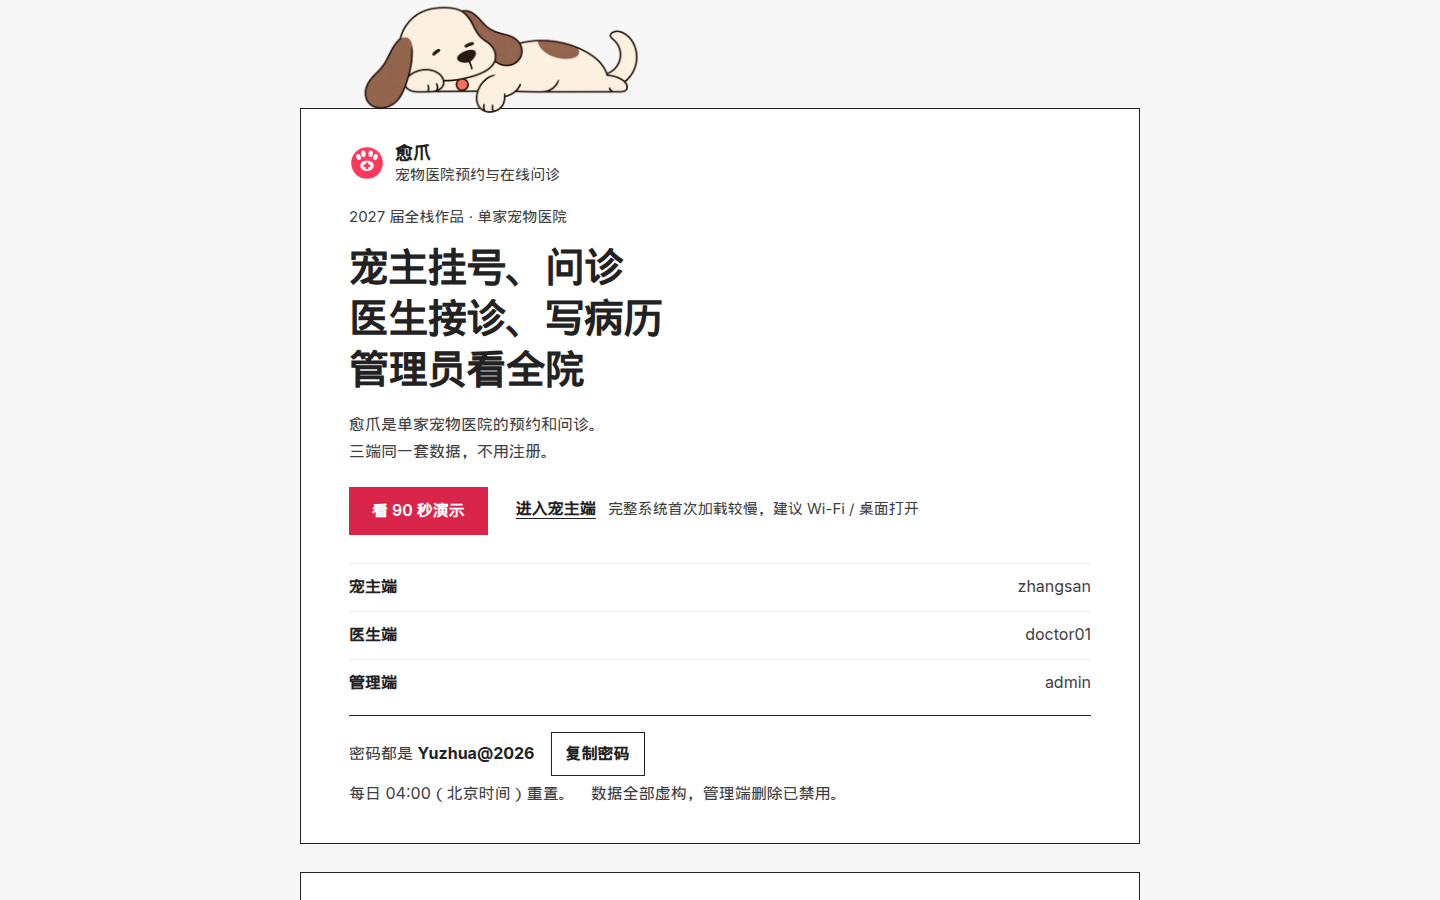 愈爪
宠物医院预约与在线问诊
2027 届全栈作品 · 单家宠物医院
宠主挂号、问诊
医生接诊、写病历
管理员看全院
愈爪是单家宠物医院的预约和问诊。
三端同一套数据，不用注册。
看 90 秒演示 进入宠主端 完整系统首次加载较慢，建议 Wi-Fi / 桌面打开
宠主端 zhangsan
医生端 doctor01
管理端 admin
密码都是 Yuzhua@2026 复制密码
每日 04:00（北京时间）重置。 数据全部虚构，管理端删除已禁用。